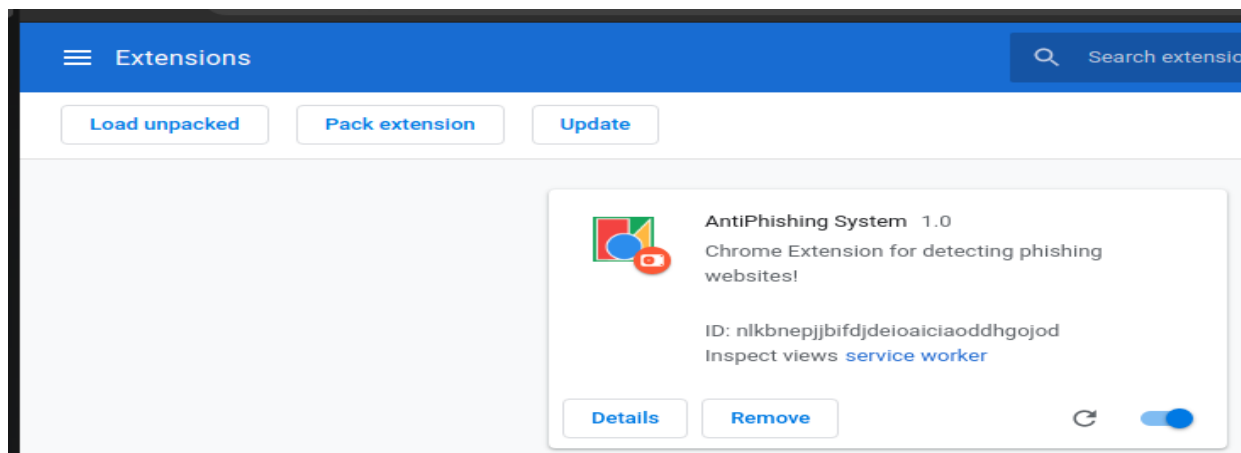 Extensions
Search extensio
Load unpacked Pack extension Update
AntiPhishing System 1.0
Chrome Extension for detecting phishing
websites!
ID: nlkbnepjjbifdjdeioaiciaoddhgojod
Inspect views service worker
Details Remove